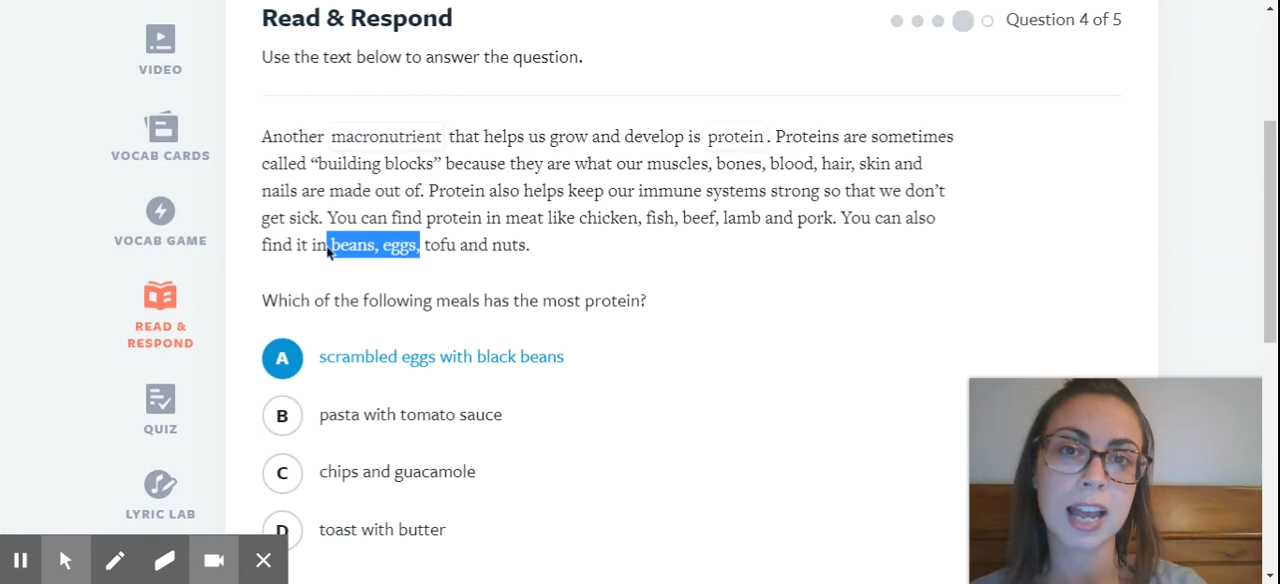 Read & Respond
Question 4 of 5
Use the text below to answer the question.
VIDEO
VOCAB CARDS
VOCAB GAME
READ &
RESPOND
QUIZ
LYRIC LAB
Another macronutrient that helps us grow and develop is protein. Proteins are sometimes
called “building blocks” because they are what our muscles, bones, blood, hair, skin and
nails are made out of. Protein also helps keep our immune systems strong so that we don’t
get sick. You can find protein in meat like chicken, fish, beef, lamb and pork. You can also
find it in beans, eggs, tofu and nuts.
Which of the following meals has the most protein?
A scrambled eggs with black beans
B pasta with tomato sauce
C chips and guacamole
D toast with butter